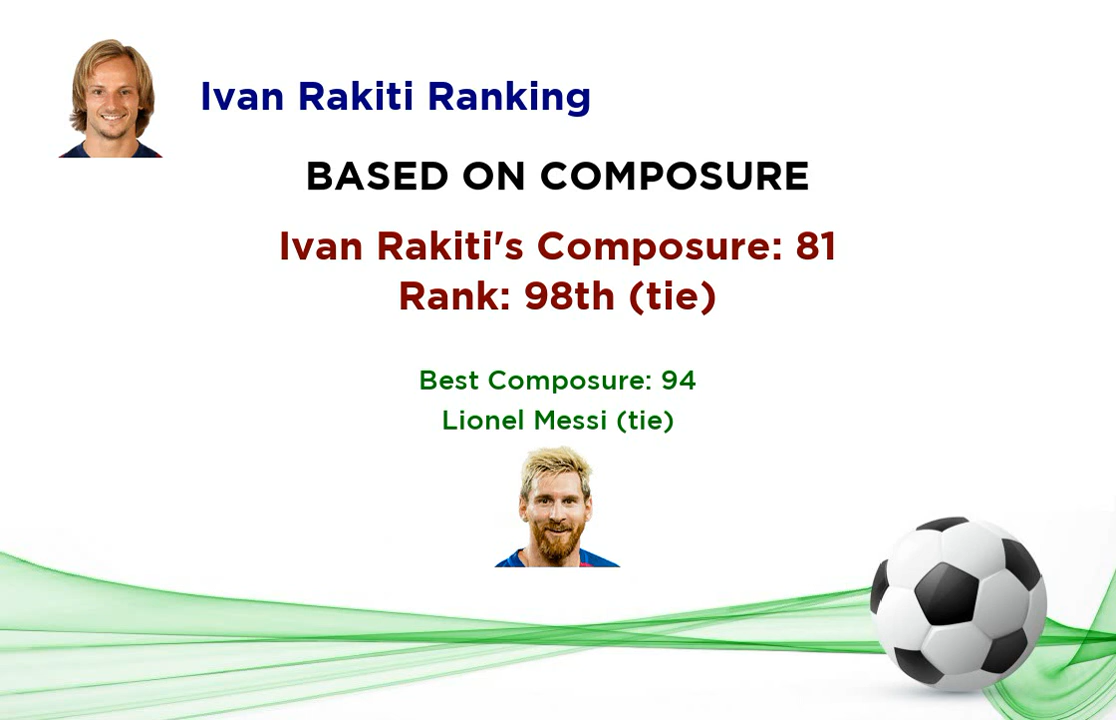 Ivan Rakiti Ranking
BASED ON COMPOSURE
Ivan Rakiti's Composure: 81
Rank: 98th (tie)
Best Composure: 94
Lionel Messi (tie)